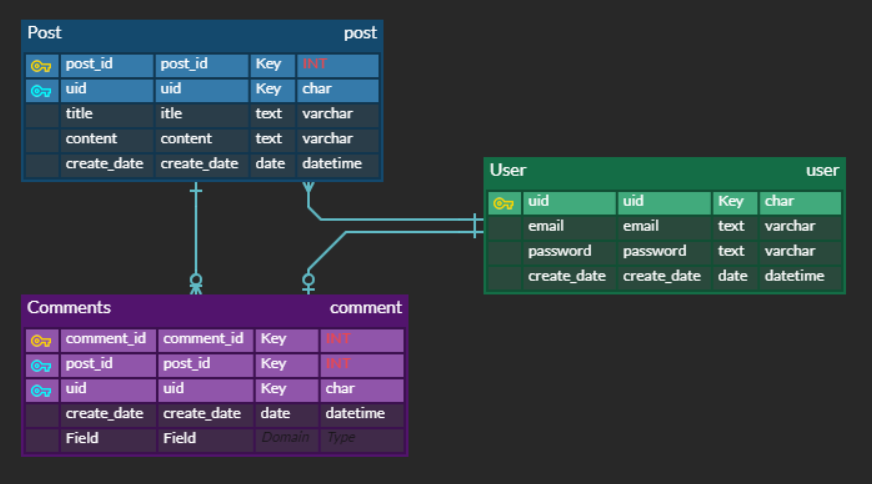 Post post
post_id post_id Key INT
uid uid Key char
title itle text varchar
content content text varchar
create_date create_date date datetime
User user
uid uid Key char
email email text varchar
password password text varchar
create_date create_date date datetime
Comments comment
comment_id comment_id Key INT
post_id post_id Key INT
uid uid Key char
create_date create_date date datetime
Field Field Domain Type